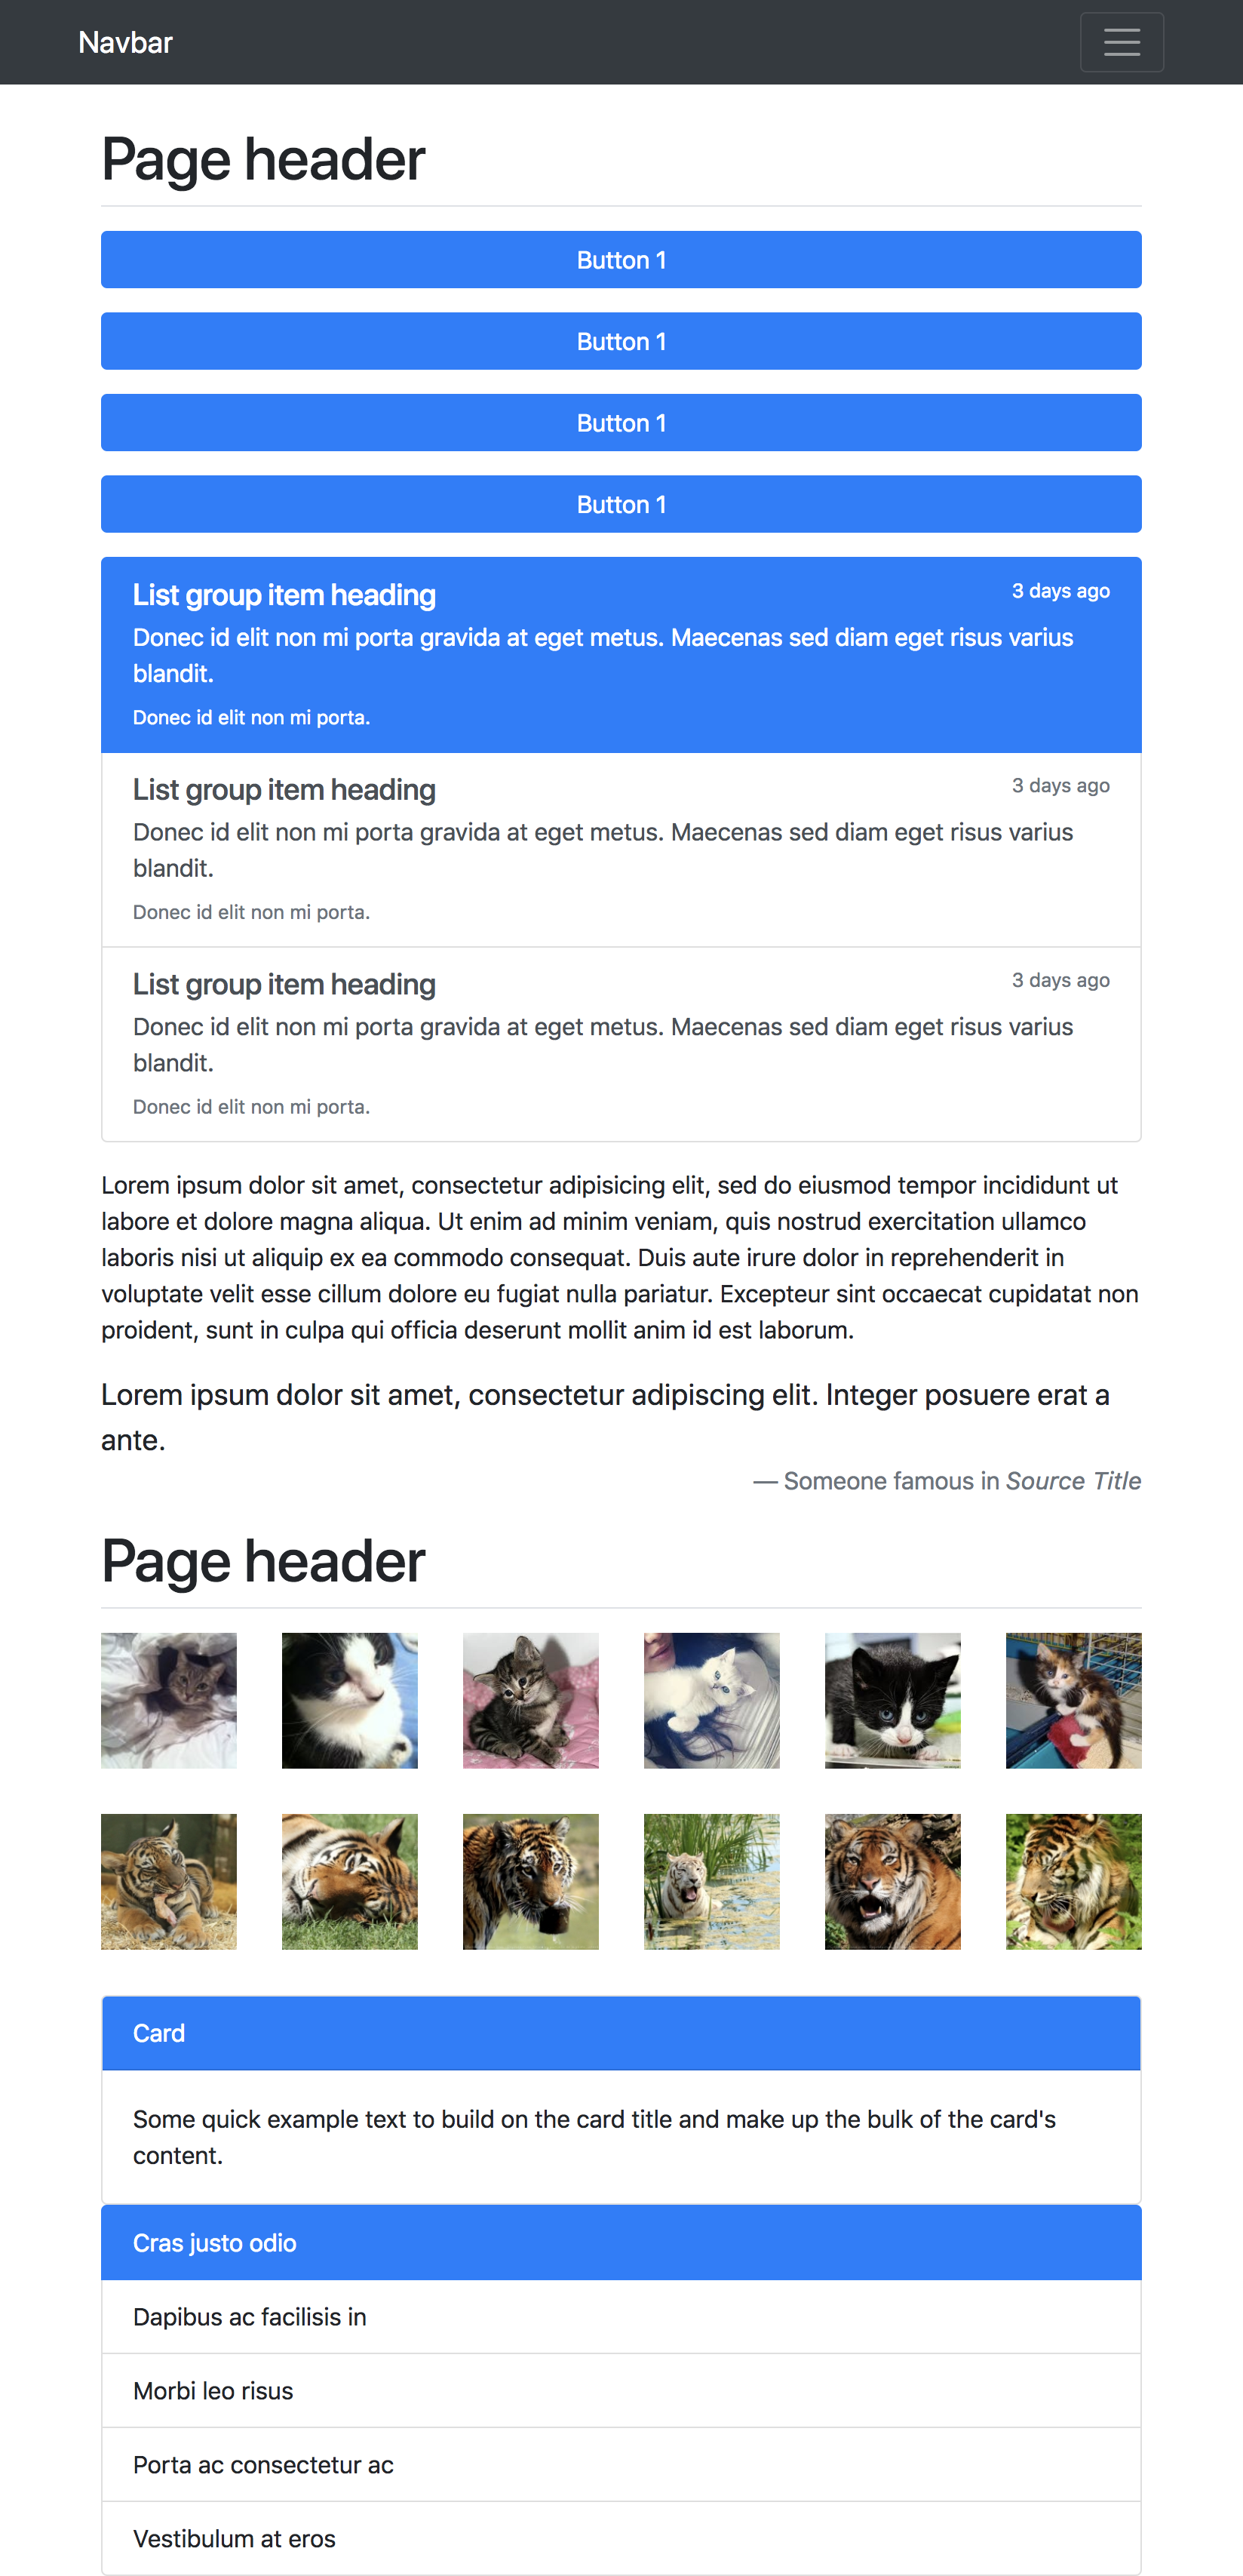 Navbar
Page header
Button 1
Button 1
Button 1
Button 1
List group item heading
3 days ago
Donec id elit non mi porta gravida at eget metus. Maecenas sed diam eget risus varius
blandit.
Donec id elit non mi porta.
List group item heading
3 days ago
Donec id elit non mi porta gravida at eget metus. Maecenas sed diam eget risus varius
blandit.
Donec id elit non mi porta.
List group item heading
3 days ago
Donec id elit non mi porta gravida at eget metus. Maecenas sed diam eget risus varius
blandit.
Donec id elit non mi porta.
Lorem ipsum dolor sit amet, consectetur adipisicing elit, sed do eiusmod tempor incididunt ut
labore et dolore magna aliqua. Ut enim ad minim veniam, quis nostrud exercitation ullamco
laboris nisi ut aliquip ex ea commodo consequat. Duis aute irure dolor in reprehenderit in
voluptate velit esse cillum dolore eu fugiat nulla pariatur. Excepteur sint occaecat cupidatat non
proident, sunt in culpa qui officia deserunt mollit anim id est laborum.
Lorem ipsum dolor sit amet, consectetur adipiscing elit. Integer posuere erat a
ante.
— Someone famous in Source Title
Page header
Card
Some quick example text to build on the card title and make up the bulk of the card's
content.
Cras justo odio
Dapibus ac facilisis in
Morbi leo risus
Porta ac consectetur ac
Vestibulum at eros